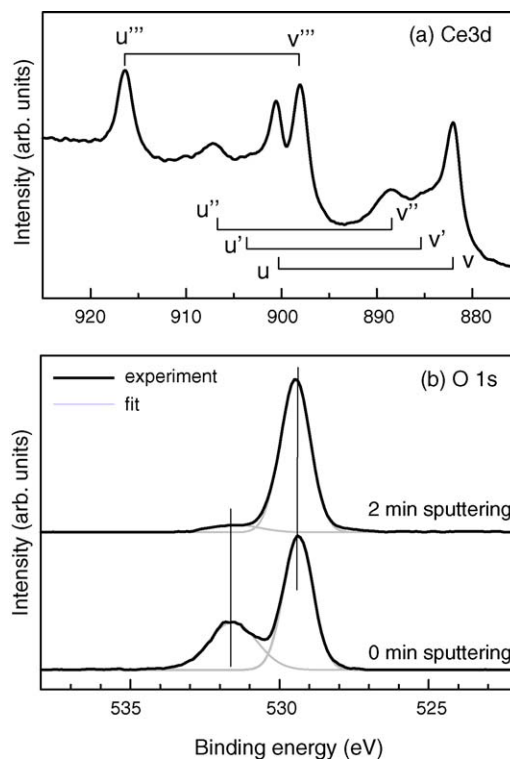 u''' v''' (a) Ce3d
Intensity (arb. units)
u'' v''
u' v'
u v
920 910 900 890 880
experiment (b) O 1s
fit
Intensity (arb. units)
2 min sputtering
0 min sputtering
535 530 525
Binding energy (eV)